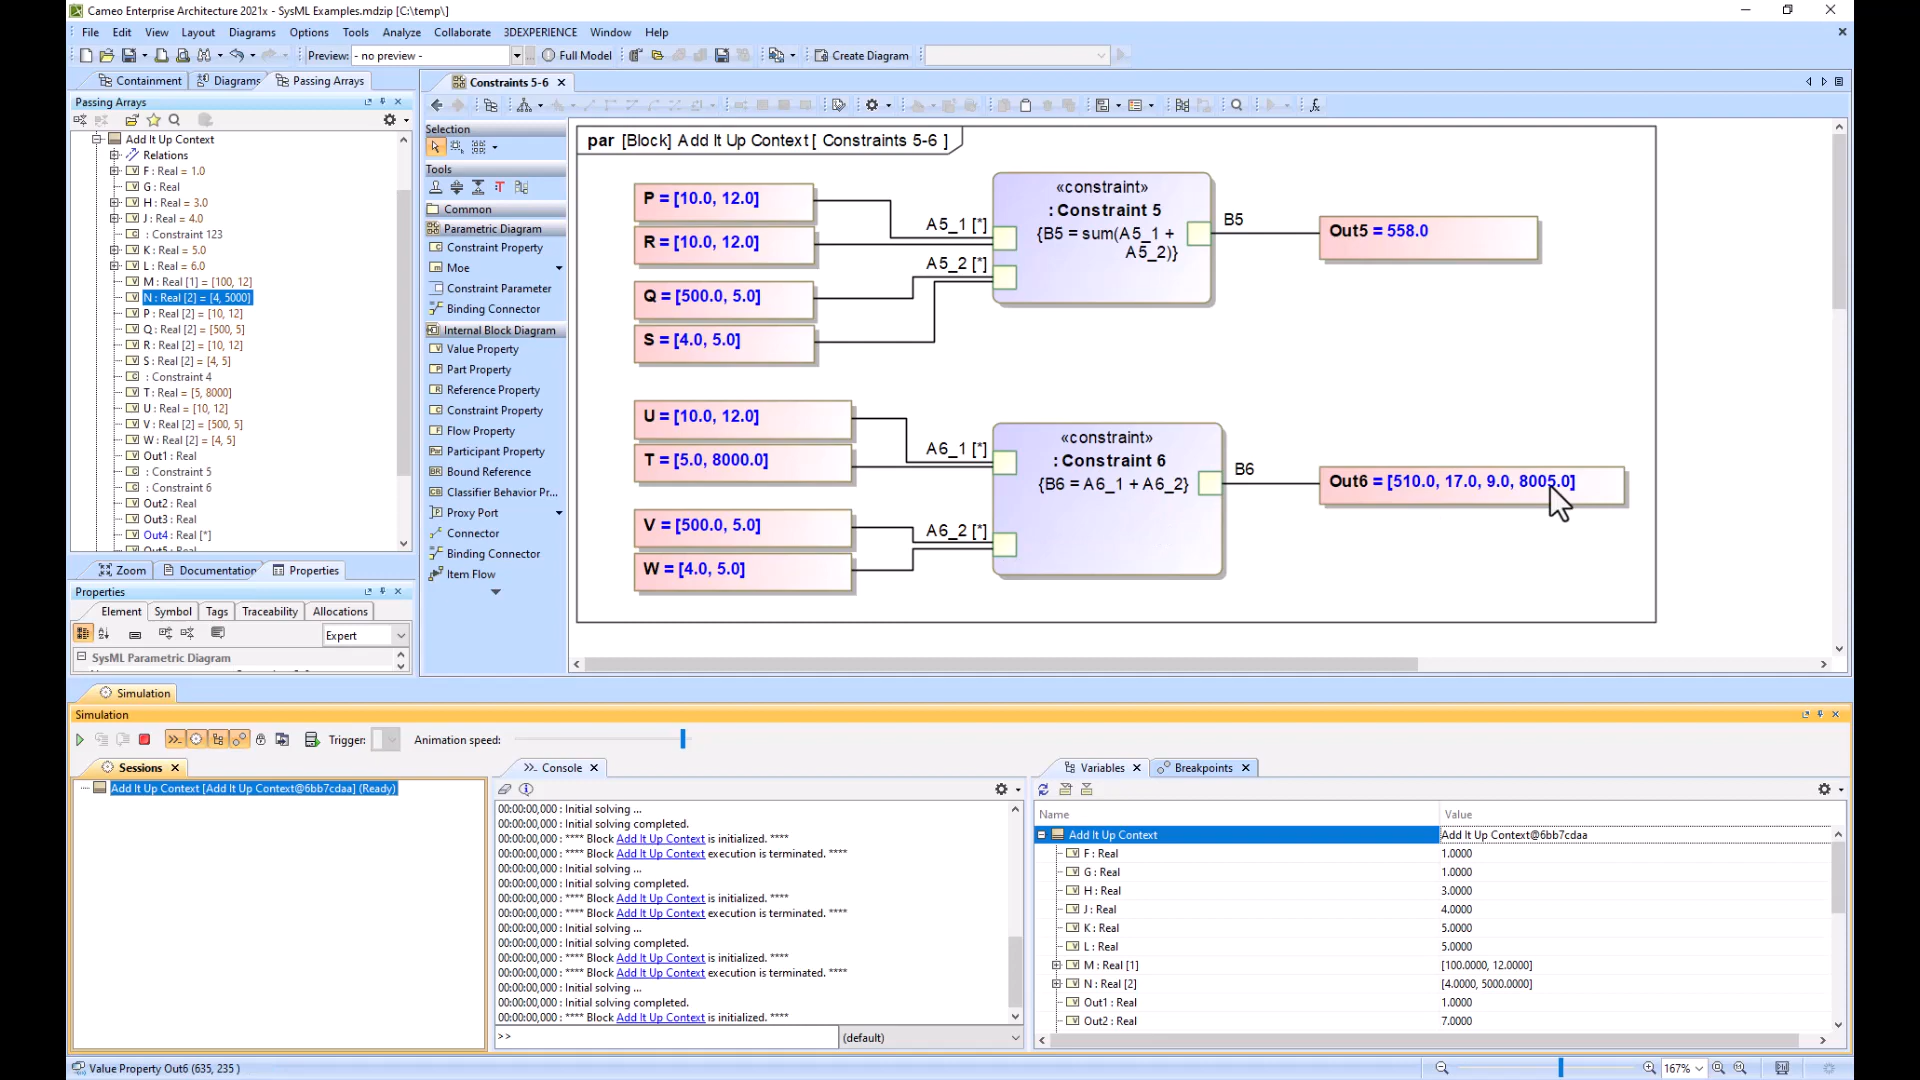 Cameo Enterprise Architecture 2021x - SysML Examples.mdzip [C:\temp\]
File Edit View Layout Diagrams Options Tools Analyze Collaborate 3DEXPERIENCE Window Help
Preview: - no preview - Full Model Create Diagram
Containment Diagrams Passing Arrays
Passing Arrays
Add It Up Context
Relations
F : Real = 1.0
G : Real
H : Real = 3.0
J : Real = 4.0
: Constraint 123
K : Real = 5.0
L : Real = 6.0
M : Real [1] = [100, 12]
N : Real [2] = [4, 5000]
P : Real [2] = [10, 12]
Q : Real [2] = [500, 5]
R : Real [2] = [10, 12]
S : Real [2] = [4, 5]
: Constraint 4
T : Real = [5, 8000]
U : Real = [10, 12]
V : Real [2] = [500, 5]
W : Real [2] = [4, 5]
Out1 : Real
: Constraint 5
: Constraint 6
Out2 : Real
Out3 : Real
Out4 : Real [*]
Out5 : Real
Zoom Documentation Properties
Properties
Element Symbol Tags Traceability Allocations
Expert
SysML Parametric Diagram
Constraints 5-6
Selection
Tools
Common
Parametric Diagram
Constraint Property
Moe
Constraint Parameter
Binding Connector
Internal Block Diagram
Value Property
Part Property
Reference Property
Constraint Property
Flow Property
Participant Property
Bound Reference
Classifier Behavior Pr...
Proxy Port
Connector
Binding Connector
Item Flow
par [Block] Add It Up Context [ Constraints 5-6 ]
P = [10.0, 12.0]
R = [10.0, 12.0]
Q = [500.0, 5.0]
S = [4.0, 5.0]
A5_1 [*]
A5_2 [*]
«constraint»
: Constraint 5
{B5 = sum(A5_1 +
A5_2)}
B5
Out5 = 558.0
U = [10.0, 12.0]
T = [5.0, 8000.0]
V = [500.0, 5.0]
W = [4.0, 5.0]
A6_1 [*]
A6_2 [*]
«constraint»
: Constraint 6
{B6 = A6_1 + A6_2}
B6
Out6 = [510.0, 17.0, 9.0, 8005.0]
Simulation
Simulation
Trigger: Animation speed:
Sessions
Add It Up Context [Add It Up Context@6bb7cdaa] (Ready)
Console
00:00:00,000 : Initial solving ...
00:00:00,000 : Initial solving completed.
00:00:00,000 : **** Block Add It Up Context is initialized. ****
00:00:00,000 : **** Block Add It Up Context execution is terminated. ****
00:00:00,000 : Initial solving ...
00:00:00,000 : Initial solving completed.
00:00:00,000 : **** Block Add It Up Context is initialized. ****
00:00:00,000 : **** Block Add It Up Context execution is terminated. ****
00:00:00,000 : Initial solving ...
00:00:00,000 : Initial solving completed.
00:00:00,000 : **** Block Add It Up Context is initialized. ****
00:00:00,000 : **** Block Add It Up Context execution is terminated. ****
00:00:00,000 : Initial solving ...
00:00:00,000 : Initial solving completed.
00:00:00,000 : **** Block Add It Up Context is initialized. ****
>> (default)
Variables Breakpoints
Name Value
Add It Up Context Add It Up Context@6bb7cdaa
F : Real 1.0000
G : Real 1.0000
H : Real 3.0000
J : Real 4.0000
K : Real 5.0000
L : Real 5.0000
M : Real [1] [100.0000, 12.0000]
N : Real [2] [4.0000, 5000.0000]
Out1 : Real 1.0000
Out2 : Real 7.0000
Value Property Out6 (635, 235 )
167%